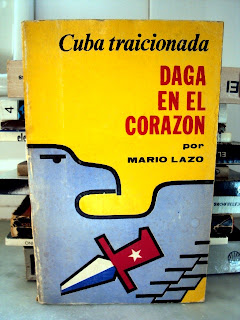 Cuba traicionada
DAGA
EN EL
CORAZON
por
MARIO LAZO